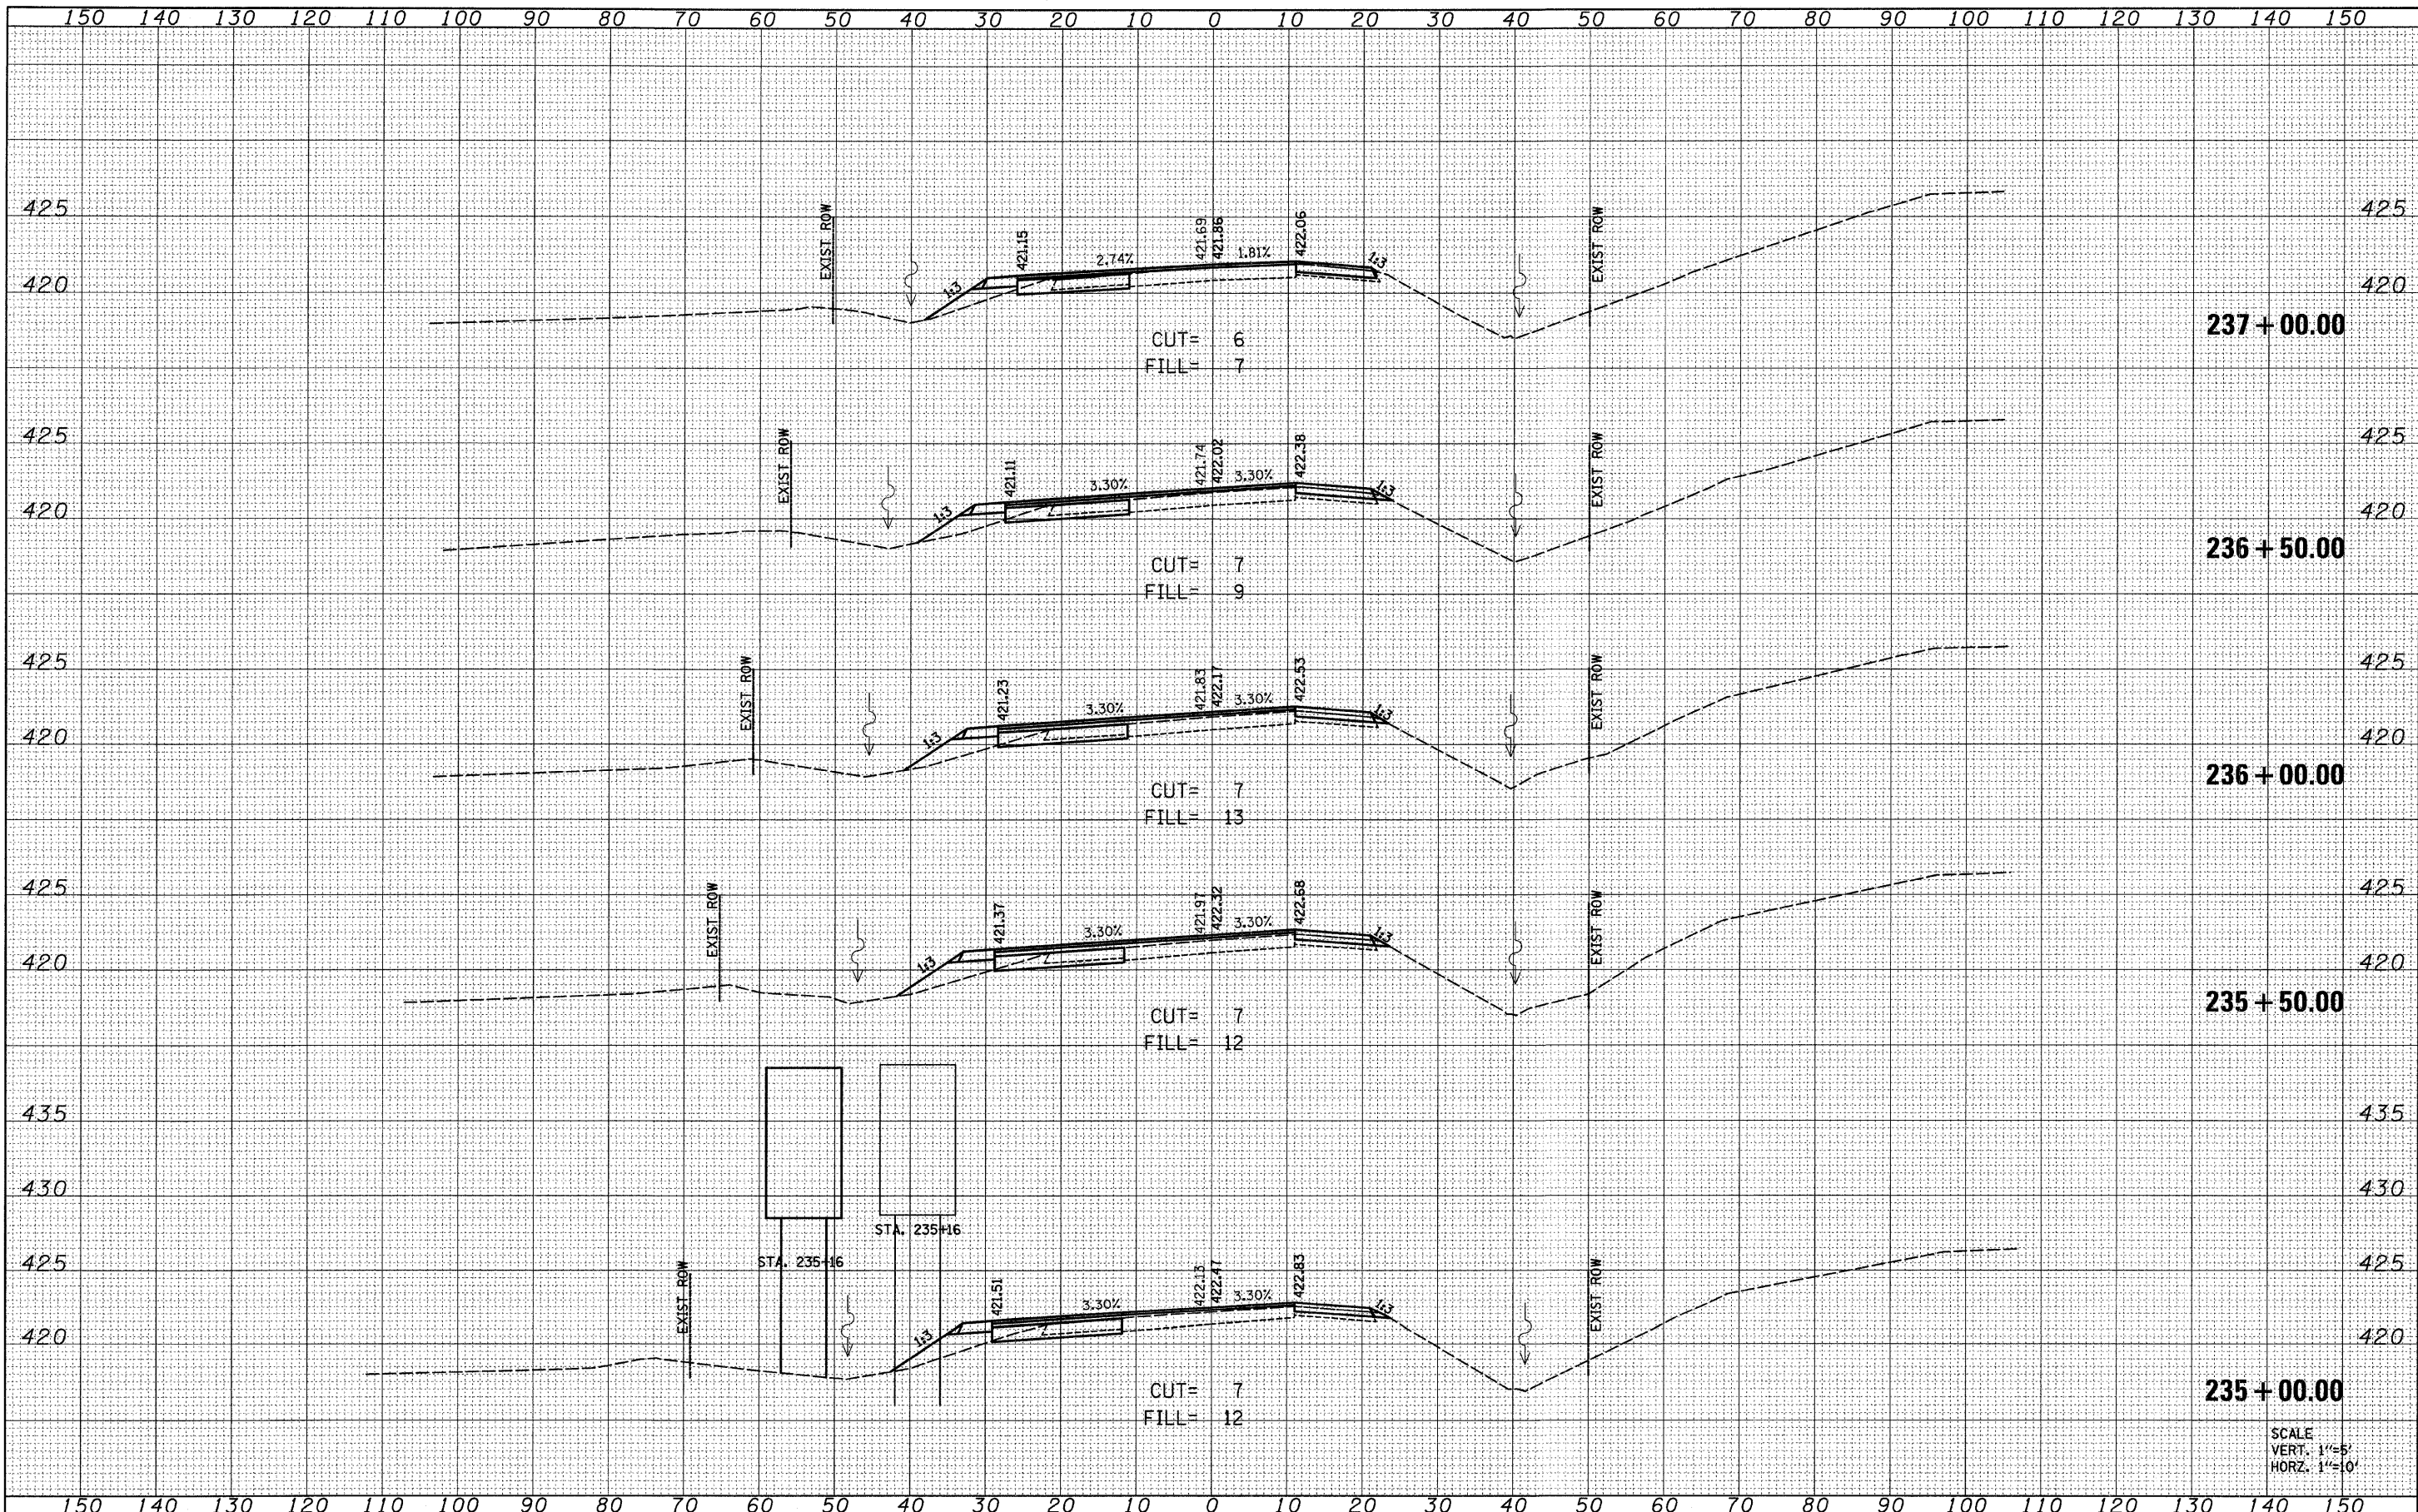 150 140 130 120 110 100 90 80 70 60 50 40 30 20 10 0 10 20 30 40 50 60 70 80 90 100 110 120 130 140 150
425 425
EXIST ROW
421.15
421.69
421.86
422.06
EXIST ROW
2.74% 1.81% 1:3
1:3
420 420
237+00.00
CUT= 6
FILL= 7
425 425
EXIST ROW
421.11
421.74
422.02
422.38
EXIST ROW
3.30% 3.30% 1:3
1:3
420 420
236+50.00
CUT= 7
FILL= 9
425 425
EXIST ROW
421.23
421.83
422.17
422.53
EXIST ROW
3.30% 3.30% 1:3
1:3
420 420
236+00.00
CUT= 7
FILL= 13
425 425
EXIST ROW
421.37
421.97
422.32
422.68
EXIST ROW
3.30% 3.30% 1:3
1:3
420 420
235+50.00
CUT= 7
FILL= 12
435 435
430 430
STA. 235+16
STA. 235+16
425 425
EXIST ROW
421.51
422.13
422.47
422.83
EXIST ROW
3.30% 3.30% 1:3
1:3
420 420
235+00.00
CUT= 7
FILL= 12
SCALE
VERT. 1"=5'
HORZ. 1"=10'
150 140 130 120 110 100 90 80 70 60 50 40 30 20 10 0 10 20 30 40 50 60 70 80 90 100 110 120 130 140 150